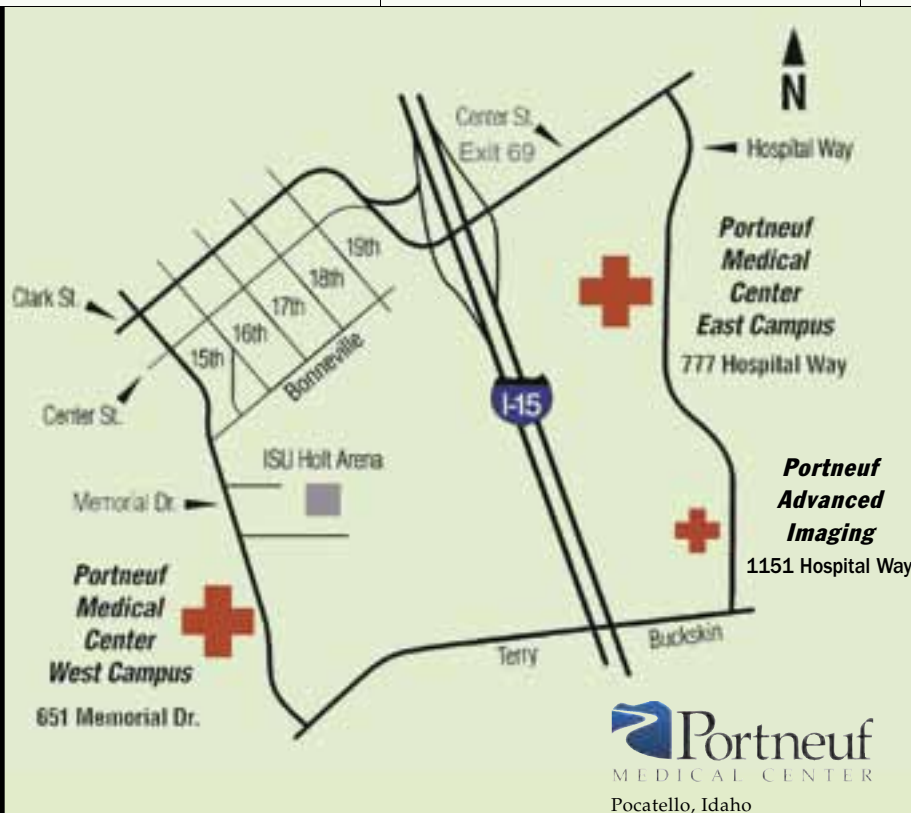 N
Center St.
Exit 69
Hospital Way
Portneuf
Medical
Center
East Campus
777 Hospital Way
19th
18th
17th
16th
15th
Clark St.
Bonneville
Center St.
I-15
ISU Holt Arena
Memorial Dr.
Portneuf
Advanced
Imaging
1151 Hospital Way
Portneuf
Medical
Center
West Campus
651 Memorial Dr.
Terry
Buckskin
Portneuf
MEDICAL CENTER
Pocatello, Idaho